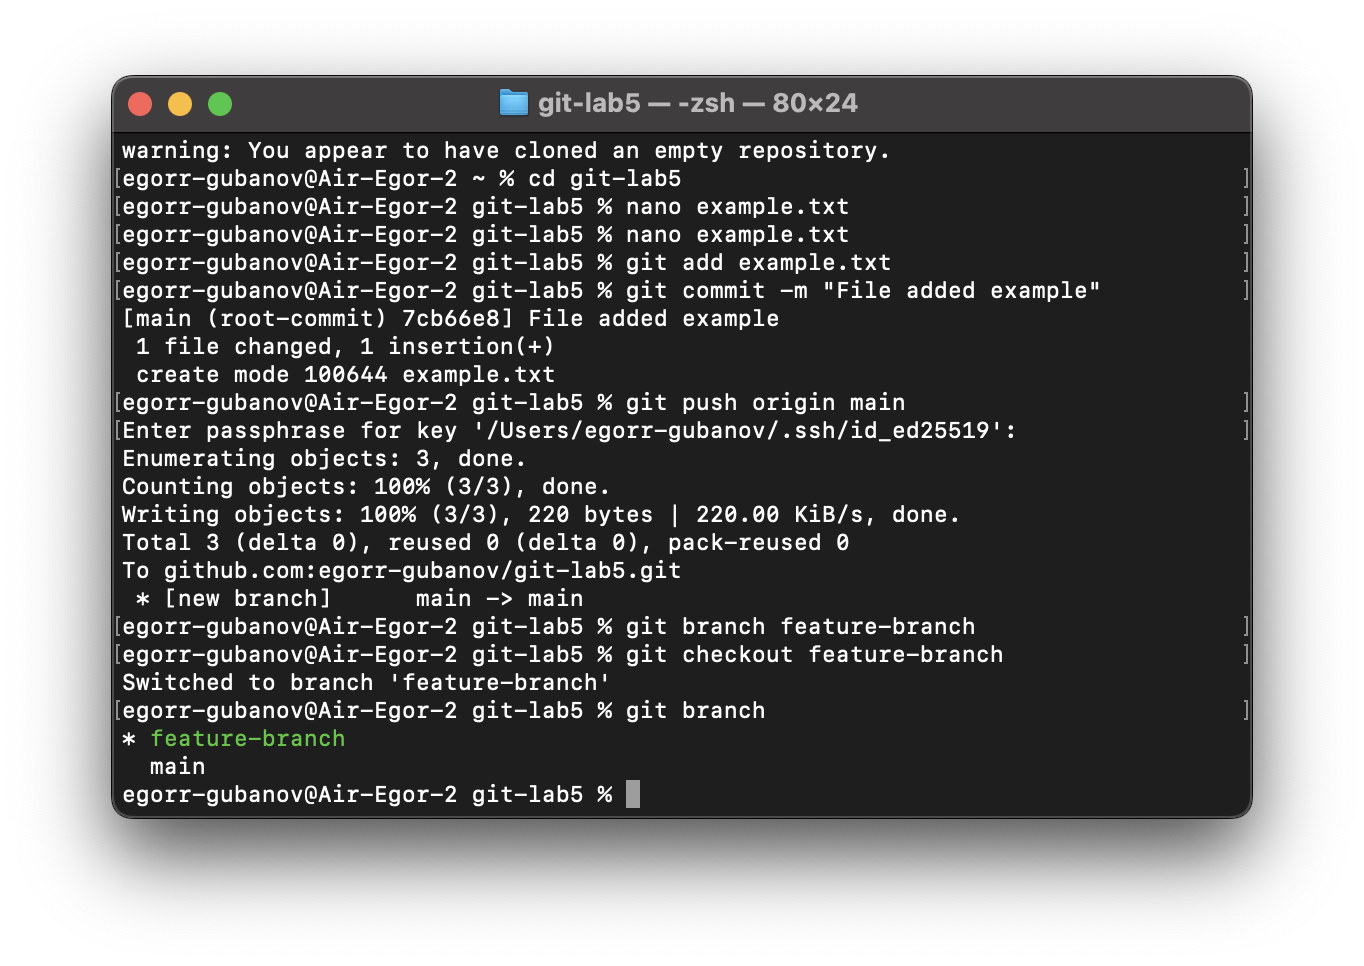 git-lab5 — -zsh — 80×24
warning: You appear to have cloned an empty repository.
[egorr-gubanov@Air-Egor-2 ~ % cd git-lab5 ]
[egorr-gubanov@Air-Egor-2 git-lab5 % nano example.txt ]
[egorr-gubanov@Air-Egor-2 git-lab5 % nano example.txt ]
[egorr-gubanov@Air-Egor-2 git-lab5 % git add example.txt ]
[egorr-gubanov@Air-Egor-2 git-lab5 % git commit -m "File added example" ]
[main (root-commit) 7cb66e8] File added example
 1 file changed, 1 insertion(+)
 create mode 100644 example.txt
[egorr-gubanov@Air-Egor-2 git-lab5 % git push origin main ]
[Enter passphrase for key '/Users/egorr-gubanov/.ssh/id_ed25519': ]
Enumerating objects: 3, done.
Counting objects: 100% (3/3), done.
Writing objects: 100% (3/3), 220 bytes | 220.00 KiB/s, done.
Total 3 (delta 0), reused 0 (delta 0), pack-reused 0
To github.com:egorr-gubanov/git-lab5.git
 * [new branch]      main -> main
[egorr-gubanov@Air-Egor-2 git-lab5 % git branch feature-branch ]
[egorr-gubanov@Air-Egor-2 git-lab5 % git checkout feature-branch ]
Switched to branch 'feature-branch'
[egorr-gubanov@Air-Egor-2 git-lab5 % git branch ]
* feature-branch
  main
egorr-gubanov@Air-Egor-2 git-lab5 %